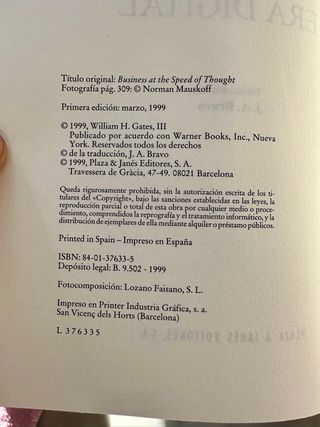 ERA DIGITAL
Título original: Business at the Speed of Thought
Fotografía pág. 309: © Norman Mauskoff
Primera edición: marzo, 1999
© 1999, William H. Gates, III
Publicado por acuerdo con Warner Books, Inc., Nueva
York. Reservados todos los derechos
© de la traducción, J. A. Bravo
© 1999, Plaza & Janés Editores, S. A.
Travessera de Gràcia, 47-49. 08021 Barcelona
Queda rigurosamente prohibida, sin la autorización escrita de los ti-
tulares del «Copyright», bajo las sanciones establecidas en las leyes, la
reproducción parcial o total de esta obra por cualquier medio o proce-
dimiento, comprendidos la reprografía y el tratamiento informático, y la
distribución de ejemplares de ella mediante alquiler o préstamo públicos.
Printed in Spain – Impreso en España
ISBN: 84-01-37633-5
Depósito legal: B. 9.502 - 1999
Fotocomposición: Lozano Faisano, S. L.
Impreso en Printer Industria Gráfica, s. a.
San Vicenç dels Horts (Barcelona)
L 376335
PLAZA & JANÉS EDITORES, S.A.